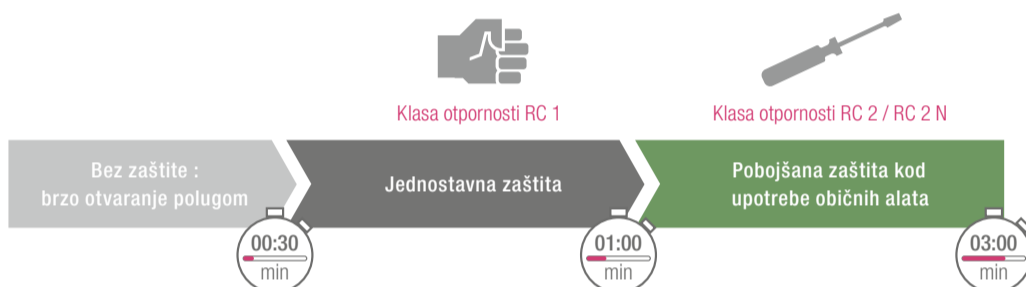 Klasa otpornosti RC 1
Klasa otpornosti RC 2 / RC 2 N
Bez zaštite :
brzo otvaranje polugom
Jednostavna zaštita
Pobojšana zaštita kod
upotrebe običnih alata
00:30
min
01:00
min
03:00
min